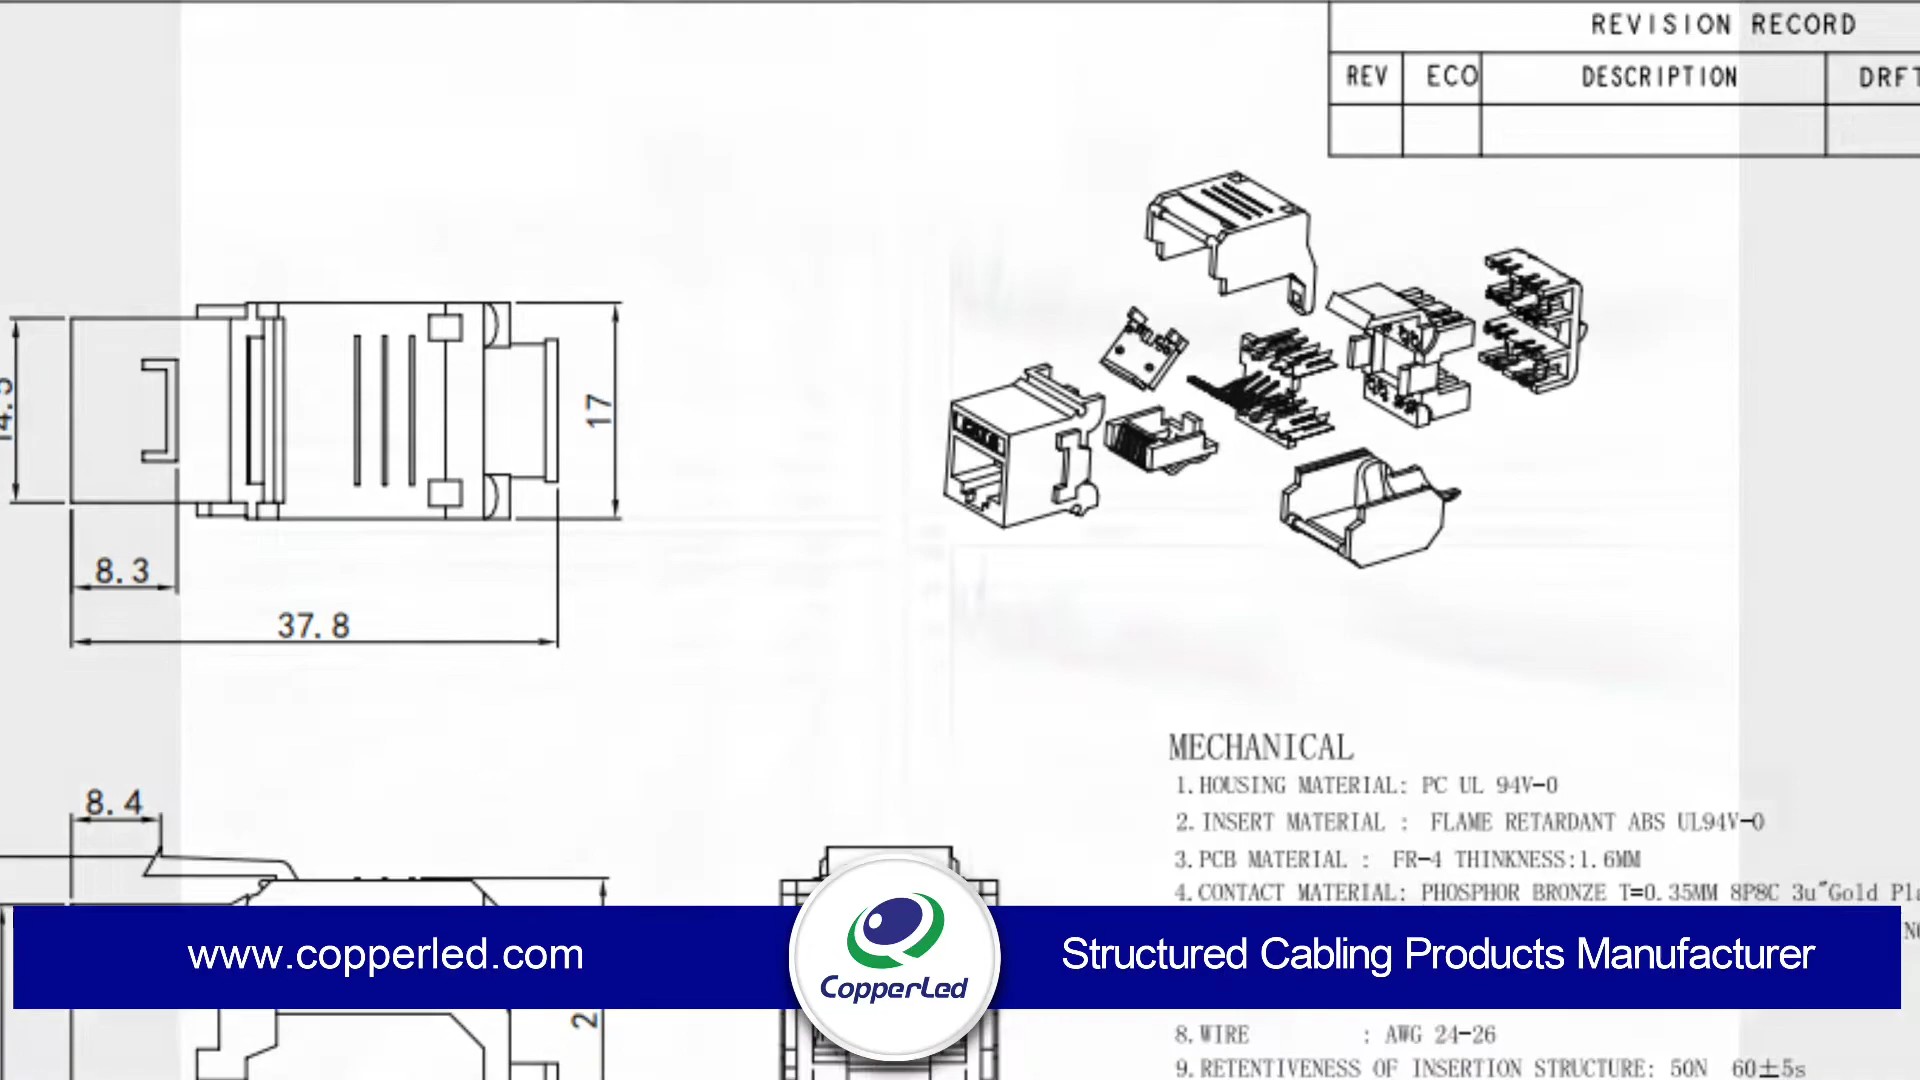 REVISION RECORD
REV ECO DESCRIPTION
14.5
17
8.3
37.8
8.4
MECHANICAL
1.HOUSING MATERIAL: PC UL 94V-0
2.INSERT MATERIAL : FLAME RETARDANT ABS UL94V-0
3.PCB MATERIAL : FR-4 THINKNESS:1.6MM
4.CONTACT MATERIAL: PHOSPHOR BRONZE T=0.35MM 8P8C 3u"Gold
www.copperled.com
CopperLed
Structured Cabling Products Manufacturer
2
8.WIRE : AWG 24-26
9.RETENTIVENESS OF INSERTION STRUCTURE: 50N 60±5s